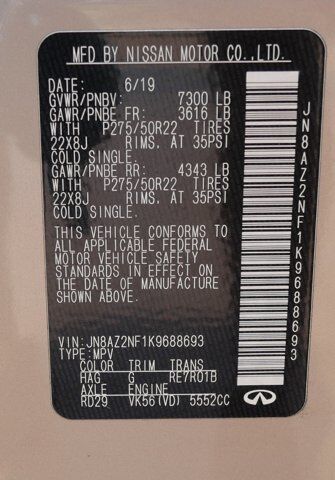 MFD BY NISSAN MOTOR CO.,LTD.
DATE: 6/19
GVWR/PNBV: 7300 LB
GAWR/PNBE FR: 3616 LB
WITH P275/50R22 TIRES
22X8J RIMS, AT 35PSI
COLD SINGLE.
GAWR/PNBE RR: 4343 LB
WITH P275/50R22 TIRES
22X8J RIMS, AT 35PSI
COLD SINGLE.
THIS VEHICLE CONFORMS TO
ALL APPLICABLE FEDERAL
MOTOR VEHICLE SAFETY
STANDARDS IN EFFECT ON
THE DATE OF MANUFACTURE
SHOWN ABOVE.
VIN:JN8AZ2NF1K9688693
TYPE:MPV
COLOR TRIM TRANS
HAG G RE7R01B
AXLE ENGINE
RD29 VK56(VD) 5552CC
JN8AZ2NF1K9688693